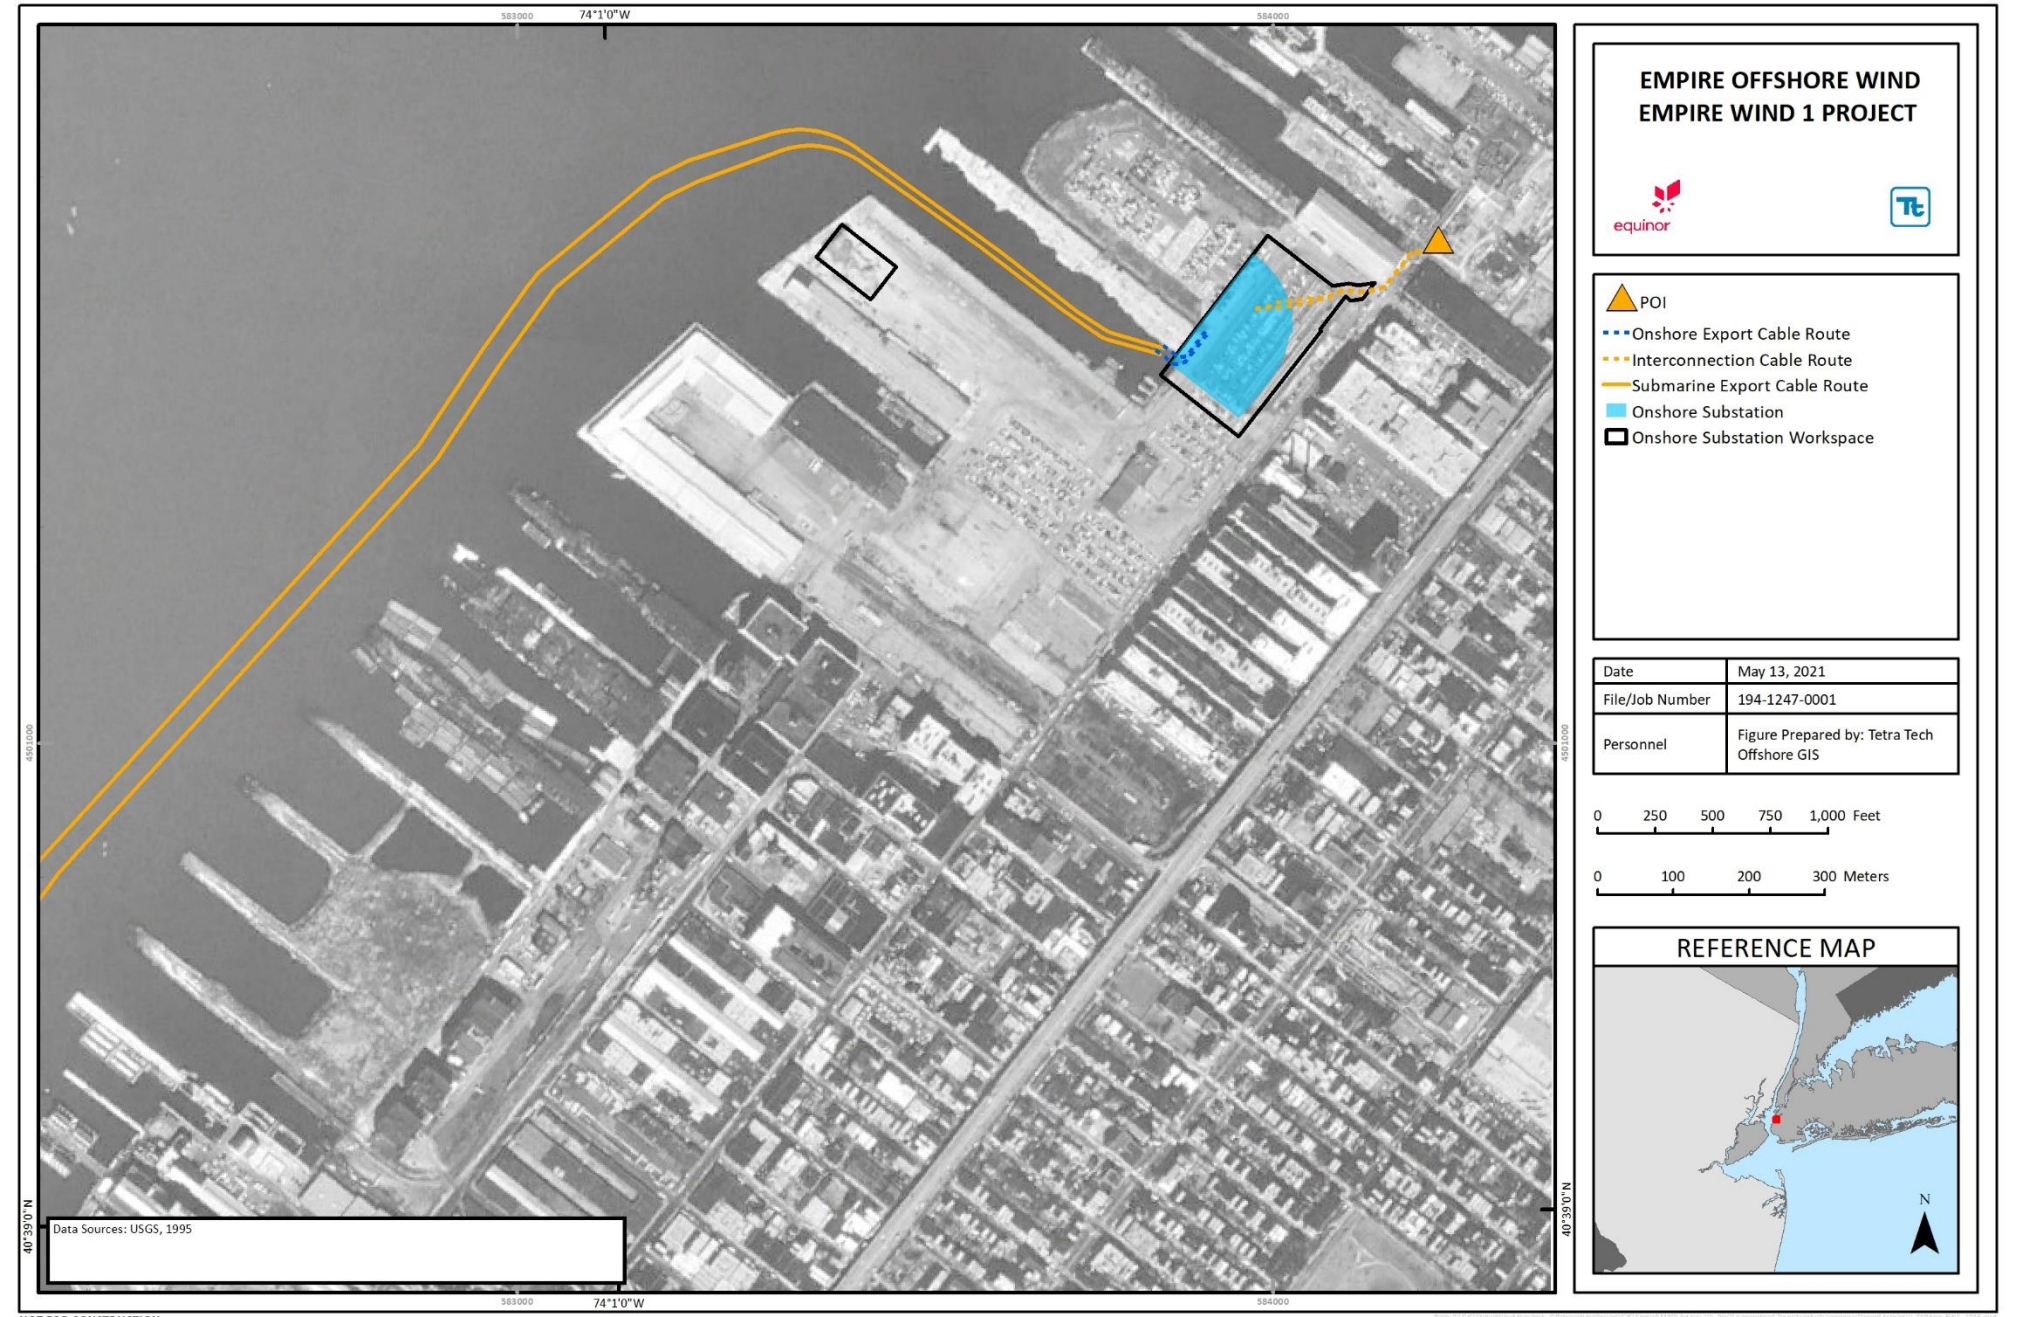 583000
74°1'0"W
584000
EMPIRE OFFSHORE WIND
EMPIRE WIND 1 PROJECT
equinor
Tt
POI
Onshore Export Cable Route
Interconnection Cable Route
Submarine Export Cable Route
Onshore Substation
Onshore Substation Workspace
Date May 13, 2021
File/Job Number 194-1247-0001
Personnel Figure Prepared by: Tetra Tech
Offshore GIS
0 250 500 750 1,000 Feet
0 100 200 300 Meters
REFERENCE MAP
N
4501000
4501000
40°39'0"N
40°39'0"N
Data Sources: USGS, 1995
583000
74°1'0"W
584000
NOT FOR CONSTRUCTION